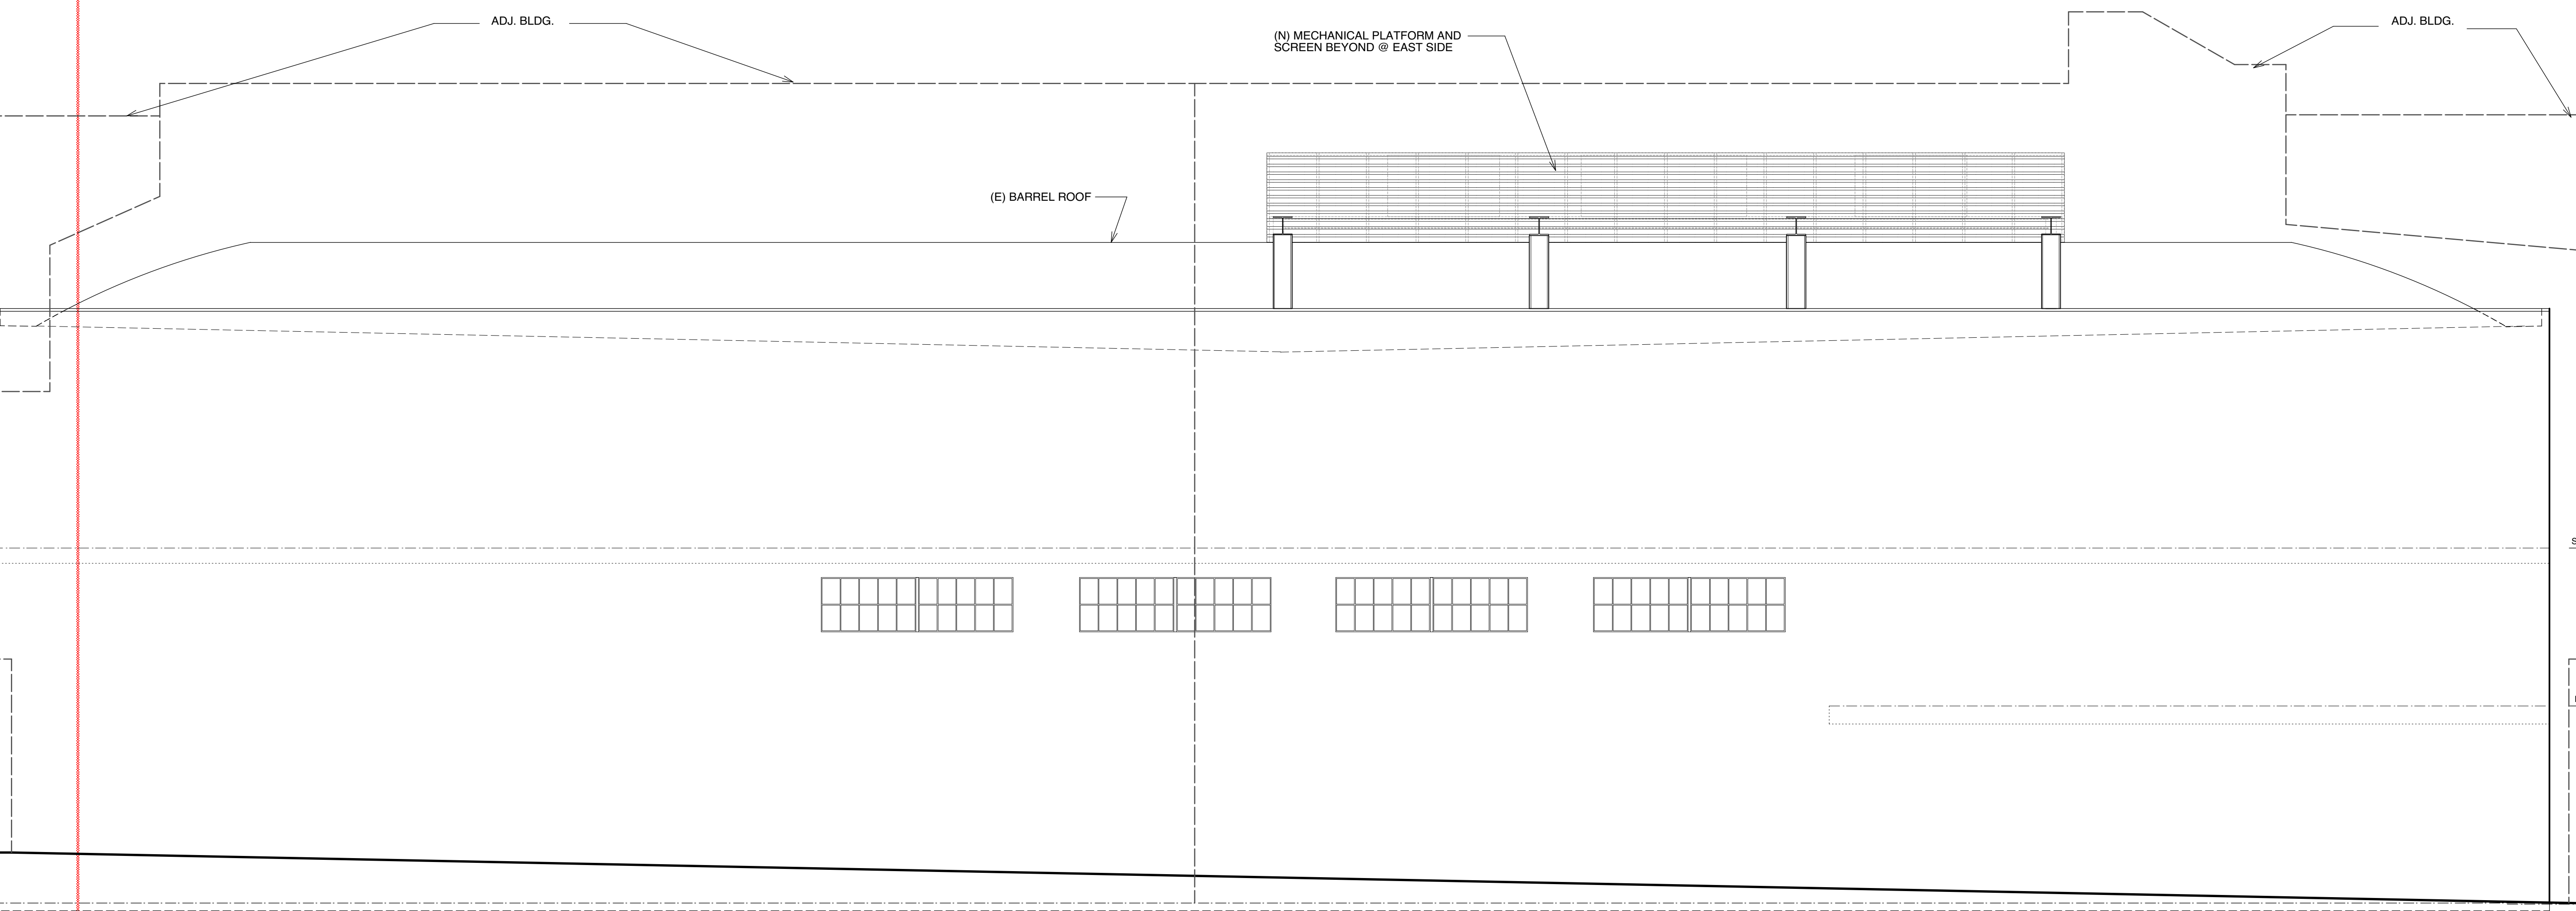 ADJ. BLDG.
(N) MECHANICAL PLATFORM AND
SCREEN BEYOND @ EAST SIDE
ADJ. BLDG.
(E) BARREL ROOF